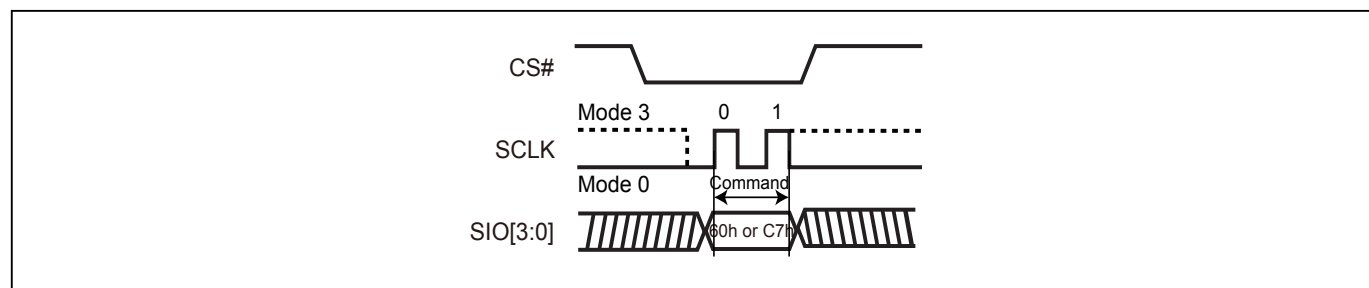 CS#
Mode 3 0 1
SCLK
Mode 0 Command
SIO[3:0] 60h or C7h